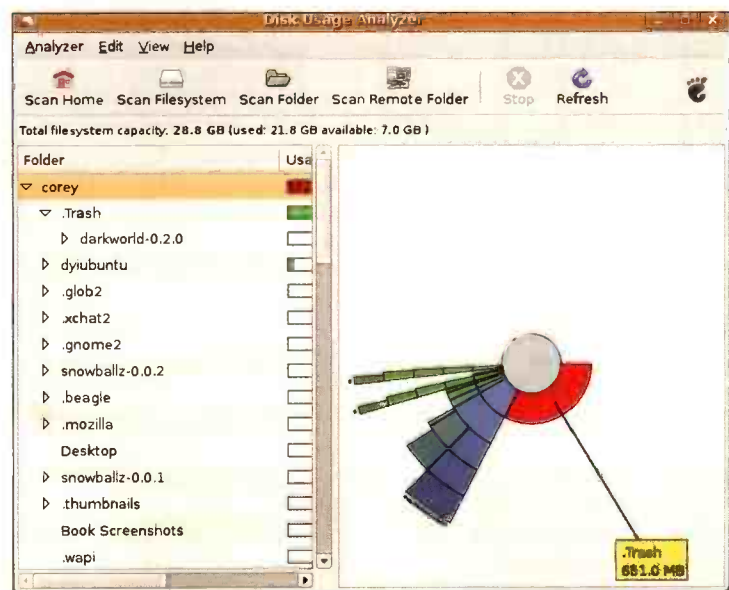 Disk Usage Analyzer
Analyzer Edit View Help
Scan Home Scan Filesystem Scan Folder Scan Remote Folder Stop Refresh
Total filesystem capacity: 28.8 GB (used: 21.8 GB available: 7.0 GB )
Folder Usa
corey
.Trash
darkworld-0.2.0
dyiubuntu
.glob2
.xchat2
.gnome2
snowballz-0.0.2
.beagle
.mozilla
Desktop
snowballz-0.0.1
.thumbnails
Book Screenshots
.wapi
.Trash